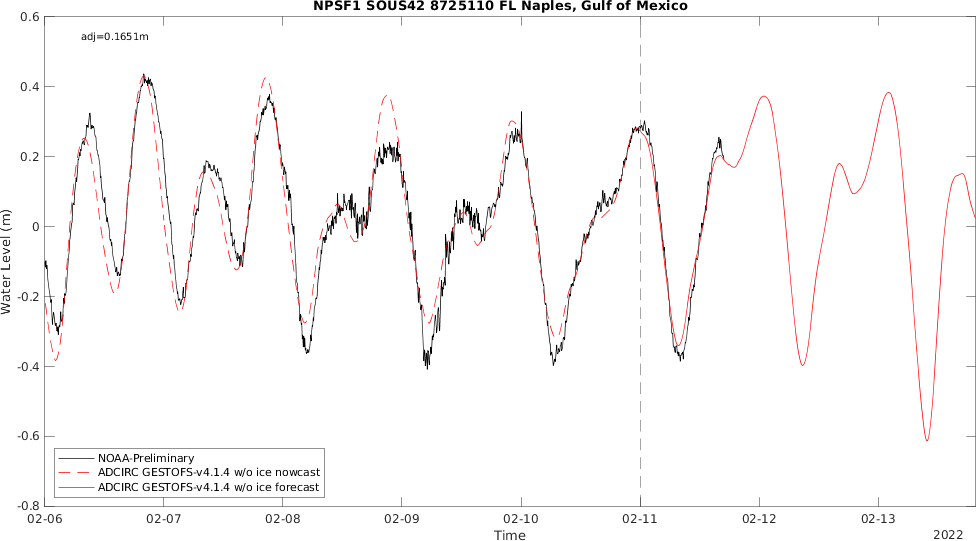 NPSF1 SOUS42 8725110 FL Naples, Gulf of Mexico
adj=0.1651m
0.6
0.4
0.2
0
-0.2
-0.4
-0.6
-0.8
Water Level (m)
NOAA-Preliminary
ADCIRC GESTOFS-v4.1.4 w/o ice nowcast
ADCIRC GESTOFS-v4.1.4 w/o ice forecast
02-06 02-07 02-08 02-09 02-10 02-11 02-12 02-13
Time
2022